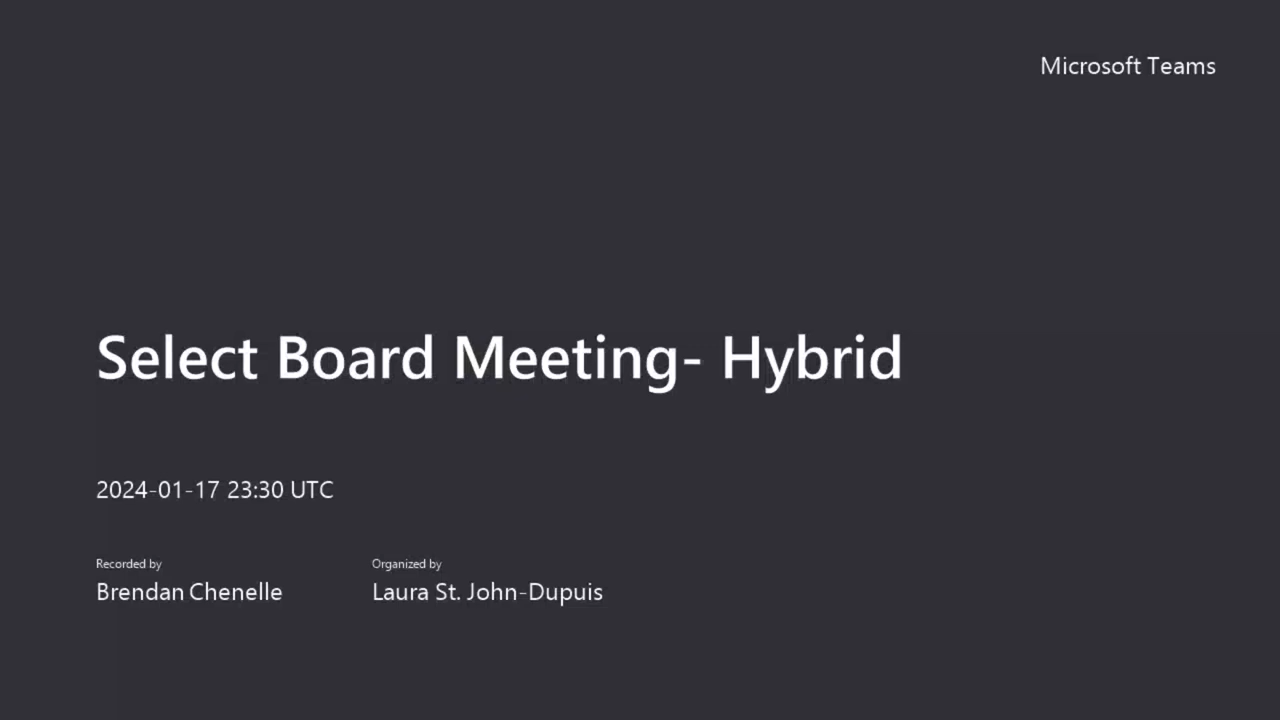 Microsoft Teams
Select Board Meeting- Hybrid
2024-01-17 23:30 UTC
Recorded by
Organized by
Brendan Chenelle
Laura St. John-Dupuis